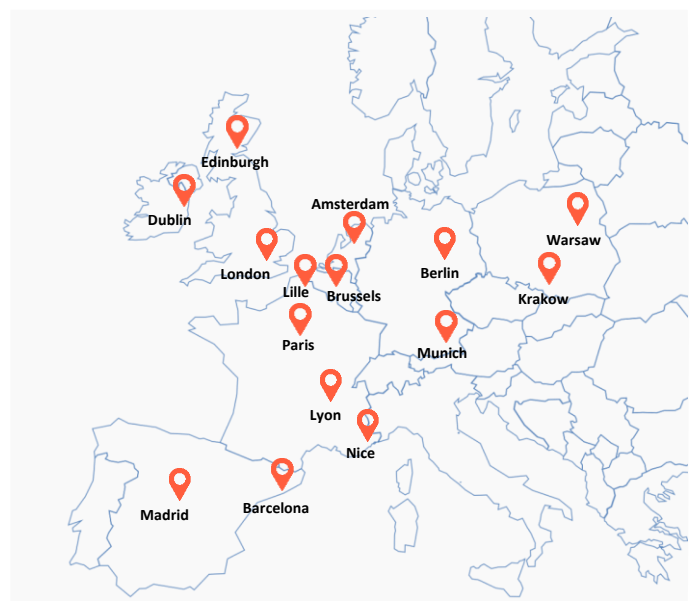 Edinburgh
Amsterdam
Dublin
Warsaw
London
Berlin
Lille
Brussels
Krakow
Paris
Munich
Lyon
Nice
Barcelona
Madrid